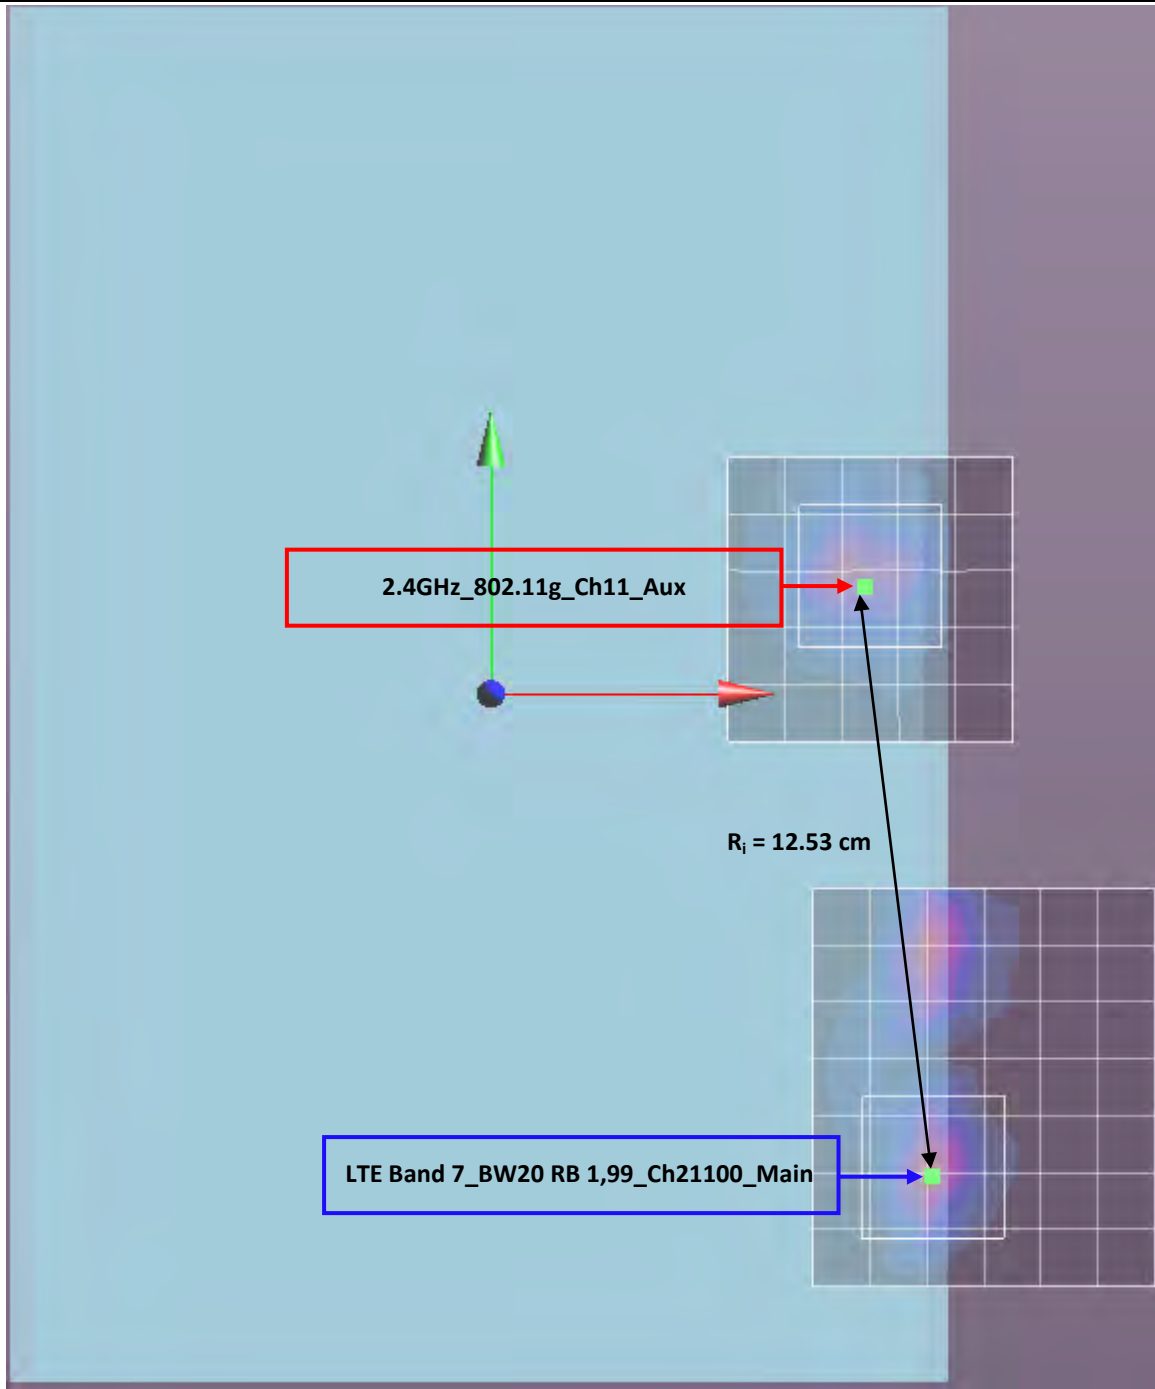 2.4GHz_802.11g_Ch11_Aux
Rᵢ = 12.53 cm
LTE Band 7_BW20 RB 1,99_Ch21100_Main